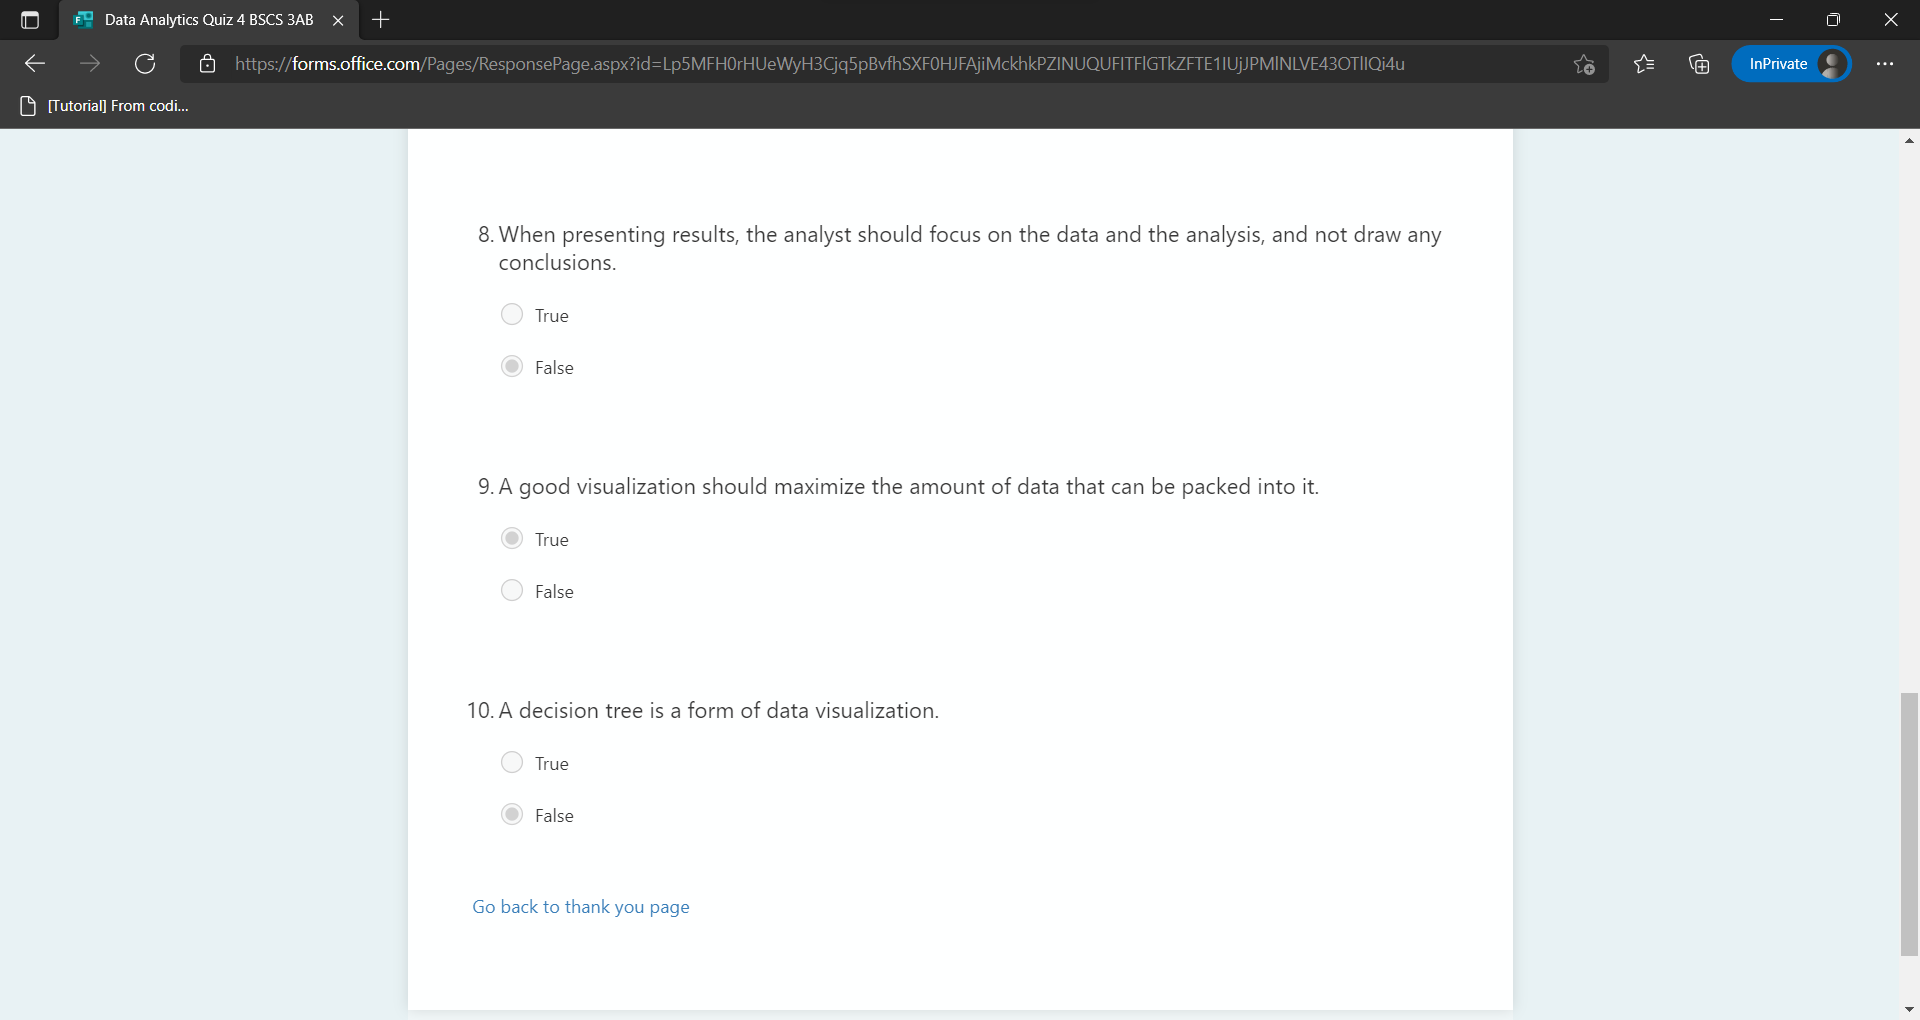 Data Analytics Quiz 4 BSCS 3AB
https://forms.office.com/Pages/ResponsePage.aspx?id=Lp5MFH0rHUeWyH3Cjq5pBvfhSXF0HJFAjiMckhkPZINUQUFITFlGTkZFTE1IUjJPMlNLVE43OTlIQi4u
InPrivate
[Tutorial] From codi...
8. When presenting results, the analyst should focus on the data and the analysis, and not draw any
conclusions.
True
False
9. A good visualization should maximize the amount of data that can be packed into it.
True
False
10. A decision tree is a form of data visualization.
True
False
Go back to thank you page